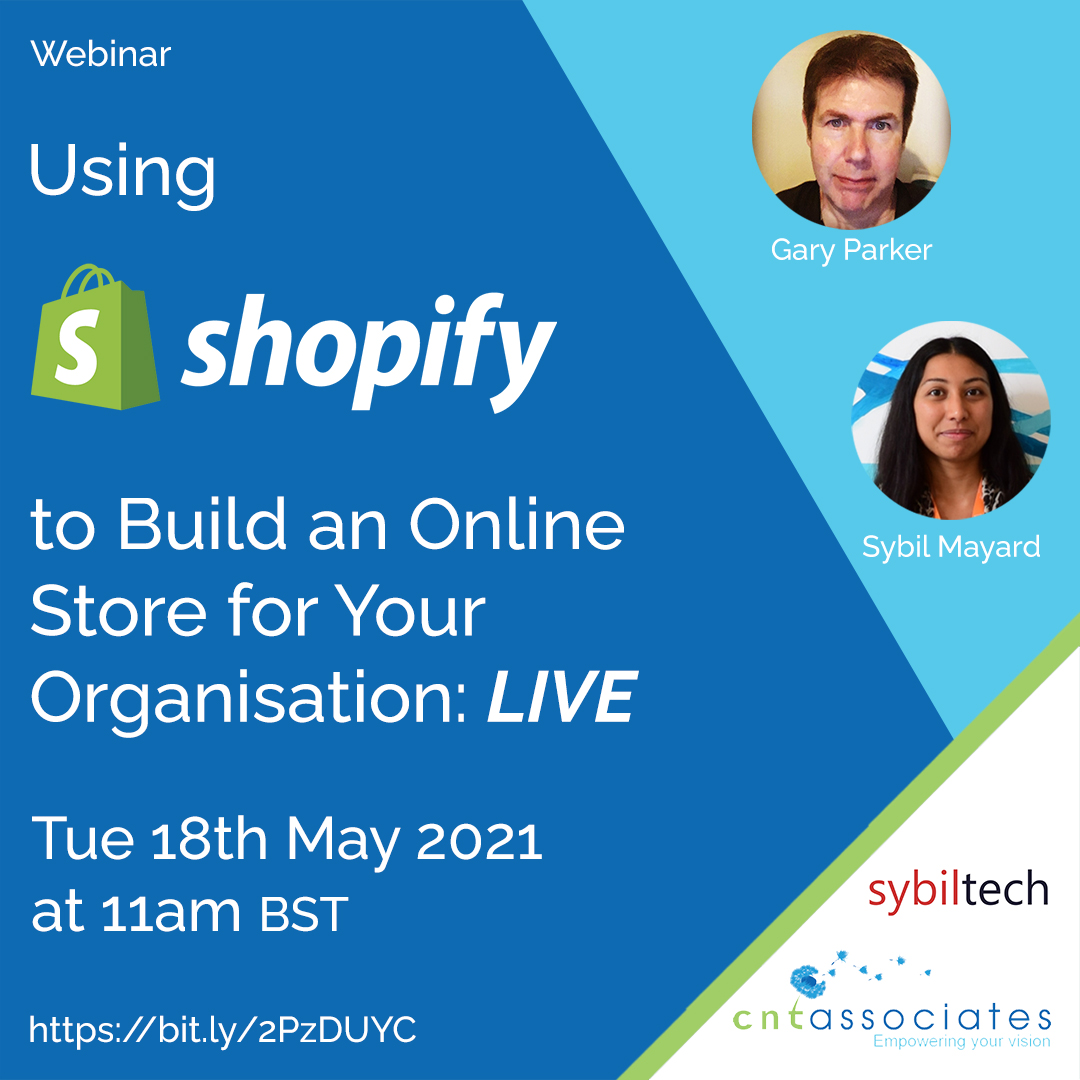 Webinar
Using
S shopify
to Build an Online
Store for Your
Organisation: LIVE
Tue 18th May 2021
at 11am BST
https://bit.ly/2PzDUYC
Gary Parker
Sybil Mayard
sybiltech
cntassociates
Empowering your vision